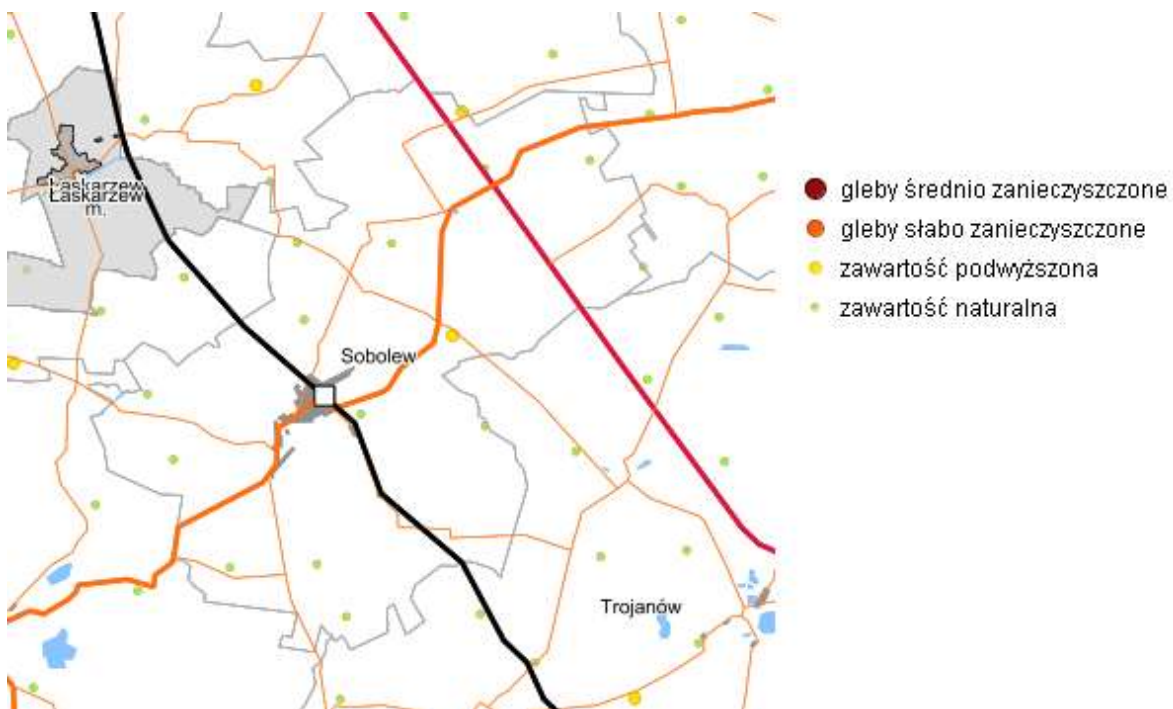 Łaskarzew
Łaskarzew
m.
Sobolew
Trojanów
gleby średnio zanieczyszczone
gleby słabo zanieczyszczone
zawartość podwyższona
zawartość naturalna